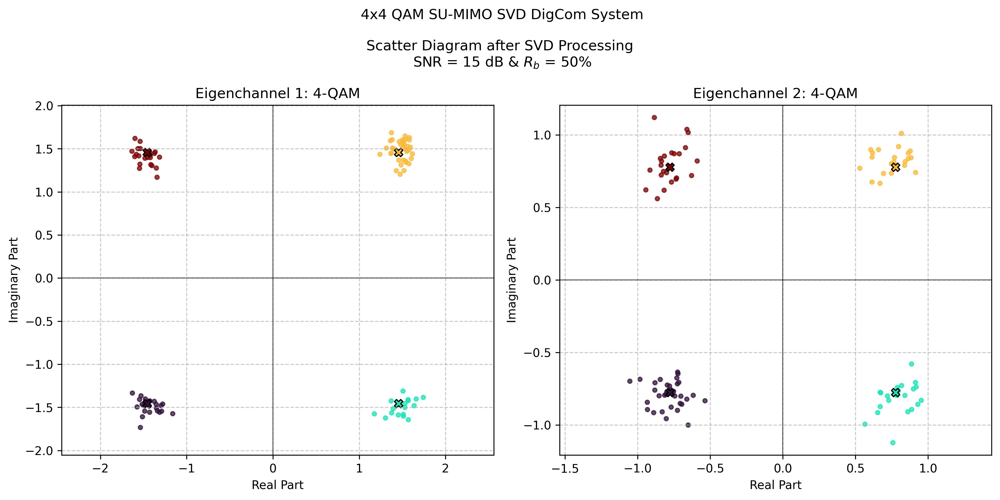 4x4 QAM SU-MIMO SVD DigCom System
Scatter Diagram after SVD Processing
SNR = 15 dB & R_b = 50%
Eigenchannel 1: 4-QAM
2.0
1.5
1.0
0.5
0.0
−0.5
−1.0
−1.5
−2.0
Imaginary Part
−2
−1
0
1
2
Real Part
Eigenchannel 2: 4-QAM
1.0
0.5
0.0
−0.5
−1.0
Imaginary Part
−1.5
−1.0
−0.5
0.0
0.5
1.0
Real Part